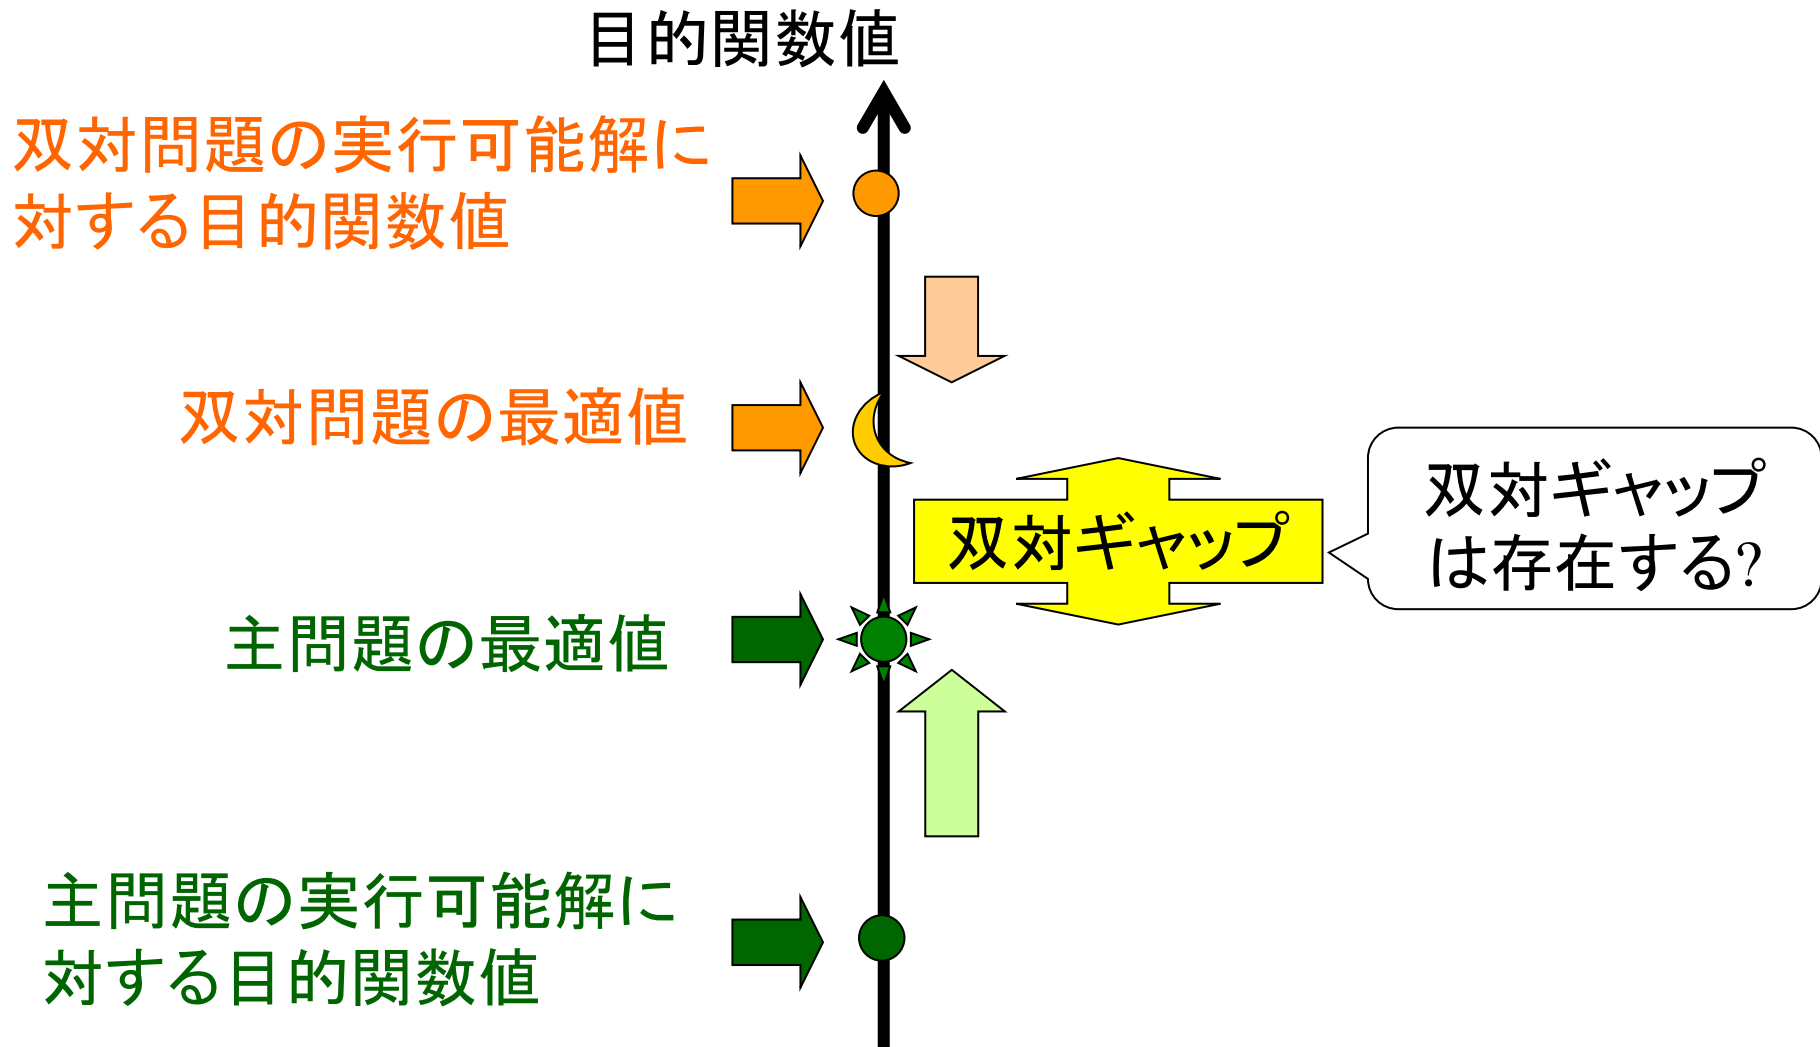 目的関数値
双対問題の実行可能解に
対する目的関数値
双対問題の最適値
双対ギャップ
双対ギャップ
は存在する?
主問題の最適値
主問題の実行可能解に
対する目的関数値